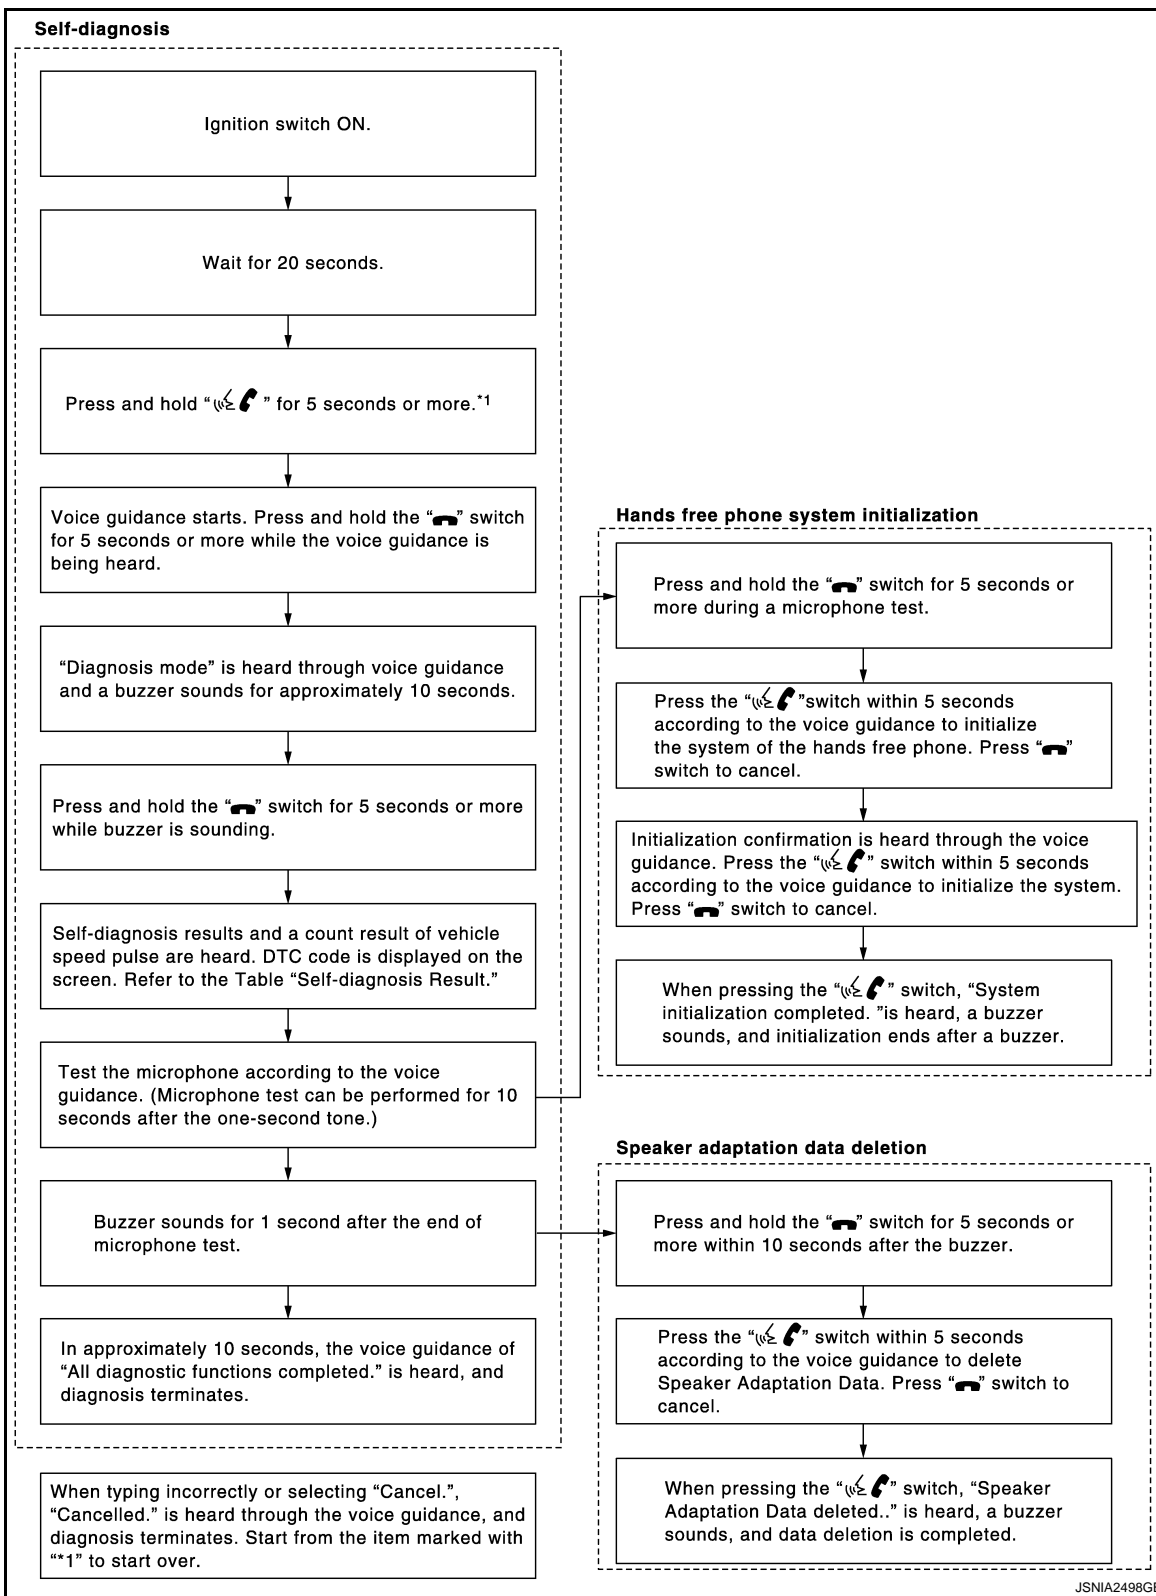 Self-diagnosis
Ignition switch ON.
Wait for 20 seconds.
Press and hold “ ” for 5 seconds or more.*1
Voice guidance starts. Press and hold the “ ” switch
for 5 seconds or more while the voice guidance is
being heard.
“Diagnosis mode” is heard through voice guidance
and a buzzer sounds for approximately 10 seconds.
Press and hold the “ ” switch for 5 seconds or more
while buzzer is sounding.
Self-diagnosis results and a count result of vehicle
speed pulse are heard. DTC code is displayed on the
screen. Refer to the Table “Self-diagnosis Result.”
Test the microphone according to the voice
guidance. (Microphone test can be performed for 10
seconds after the one-second tone.)
Buzzer sounds for 1 second after the end of
microphone test.
In approximately 10 seconds, the voice guidance of
“All diagnostic functions completed.” is heard, and
diagnosis terminates.
When typing incorrectly or selecting “Cancel.”,
“Cancelled.” is heard through the voice guidance, and
diagnosis terminates. Start from the item marked with
“*1” to start over.
Hands free phone system initialization
Press and hold the “ ” switch for 5 seconds or
more during a microphone test.
Press the “ ”switch within 5 seconds
according to the voice guidance to initialize
the system of the hands free phone. Press “ ”
switch to cancel.
Initialization confirmation is heard through the voice
guidance. Press the “ ” switch within 5 seconds
according to the voice guidance to initialize the system.
Press “ ” switch to cancel.
When pressing the “ ” switch, “System
initialization completed. ”is heard, a buzzer
sounds, and initialization ends after a buzzer.
Speaker adaptation data deletion
Press and hold the “ ” switch for 5 seconds or
more within 10 seconds after the buzzer.
Press the “ ” switch within 5 seconds
according to the voice guidance to delete
Speaker Adaptation Data. Press “ ” switch to
cancel.
When pressing the “ ” switch, “Speaker
Adaptation Data deleted..” is heard, a buzzer
sounds, and data deletion is completed.